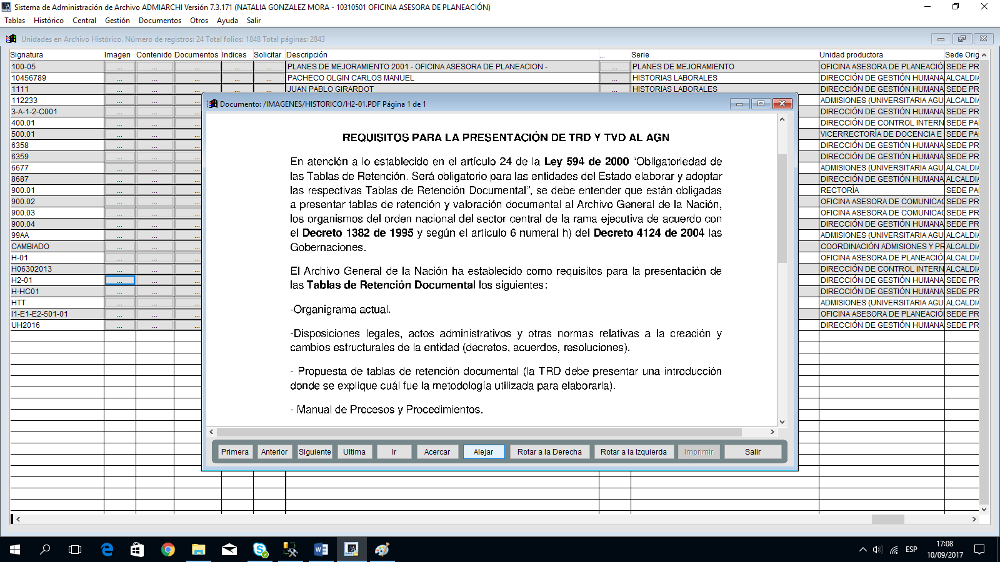 Sistema de Administración de Archivo ADMIARCHI Versión 7.3.171 (NATALIA GONZALEZ MORA - 10310501 OFICINA ASESORA DE PLANEACIÓN)
Tablas Histórico Central Gestión Documentos Otros Ayuda Salir
Unidades en Archivo Histórico. Número de registros: 24 Total folios: 1848 Total páginas: 2843
Signatura Imagen Contenido Documentos Indices Solicitar Descripción ... Serie Unidad productora Sede Orig
100-05 ... ... ... ... ... PLANES DE MEJORAMIENTO 2001 - OFICINA ASESORA DE PLANEACION - ... PLANES DE MEJORAMIENTO OFICINA ASESORA DE PLANEACIÓ SEDE PR
10456789 ... ... ... ... ... PACHECO OLGIN CARLOS MANUEL ... HISTORIAS LABORALES DIRECCIÓN DE GESTIÓN HUMANA ALCALDIA
1111 ... ... ... ... ... JUAN PABLO GIRARDOT ... HISTORIAS LABORALES DIRECCIÓN DE GESTIÓN HUMANA ALCALDIA
112233 ... ... ... ADMISIONES (UNIVERSITARIA AGU ALCALDIA
3-A-1-2-C001 ... ... ... DIRECCIÓN DE GESTIÓN HUMANA SEDE PR
400.01 ... ... ... DIRECCIÓN DE CONTROL INTERN SEDE PA
500.01 ... ... ... VICERRECTORÍA DE DOCENCIA E SEDE PA
6358 ... ... ... DIRECCIÓN DE GESTIÓN HUMANA SEDE PR
6359 ... ... ... DIRECCIÓN DE GESTIÓN HUMANA SEDE PR
6677 ... ... ... ADMISIONES (UNIVERSITARIA AGU ALCALDIA
8687 ... ... ... DIRECCIÓN DE GESTIÓN HUMANA ALCALDIA
900.01 ... ... ... RECTORÍA SEDE PA
900.02 ... ... ... OFICINA ASESORA DE COMUNICAC SEDE PR
900.03 ... ... ... OFICINA ASESORA DE COMUNICAC SEDE PR
900.04 ... ... ... DIRECCIÓN DE GESTIÓN HUMANA SEDE PR
99AA ... ... ... ADMISIONES (UNIVERSITARIA AGU ALCALDIA
CAMBIADO ... ... ... COORDINACIÓN ADMISIONES Y PR ALCALDIA
H-01 ... ... ... OFICINA ASESORA DE PLANEACIÓ ALCALDIA
H06302013 ... ... ... DIRECCIÓN DE CONTROL INTERN ALCALDIA
H2-01 ... ... ... DIRECCIÓN DE GESTIÓN HUMANA SEDE PR
H-HC01 ... ... ... DIRECCIÓN DE GESTIÓN HUMANA SEDE PR
HTT ... ... ... ADMISIONES (UNIVERSITARIA AGU ALCALDIA
I1-E1-E2-501-01 ... ... ... OFICINA ASESORA DE PLANEACIÓ SEDE PR
UH2016 ... ... ... DIRECCIÓN DE GESTIÓN HUMANA SEDE PR
Documento: /IMAGENES/HISTORICO/H2-01.PDF Página 1 de 1
REQUISITOS PARA LA PRESENTACIÓN DE TRD Y TVD AL AGN
En atención a lo establecido en el artículo 24 de la Ley 594 de 2000 “Obligatoriedad de
las Tablas de Retención. Será obligatorio para las entidades del Estado elaborar y adoptar
las respectivas Tablas de Retención Documental”, se debe entender que están obligadas
a presentar tablas de retención y valoración documental al Archivo General de la Nación,
los organismos del orden nacional del sector central de la rama ejecutiva de acuerdo con
el Decreto 1382 de 1995 y según el artículo 6 numeral h) del Decreto 4124 de 2004 las
Gobernaciones.
El Archivo General de la Nación ha establecido como requisitos para la presentación de
las Tablas de Retención Documental los siguientes:
-Organigrama actual.
-Disposiciones legales, actos administrativos y otras normas relativas a la creación y
cambios estructurales de la entidad (decretos, acuerdos, resoluciones).
- Propuesta de tablas de retención documental (la TRD debe presentar una introducción
donde se explique cuál fue la metodología utilizada para elaborarla).
- Manual de Procesos y Procedimientos.
Primera Anterior Siguiente Ultima Ir Acercar Alejar Rotar a la Derecha Rotar a la Izquierda Imprimir Salir
ESP
17:08
10/09/2017